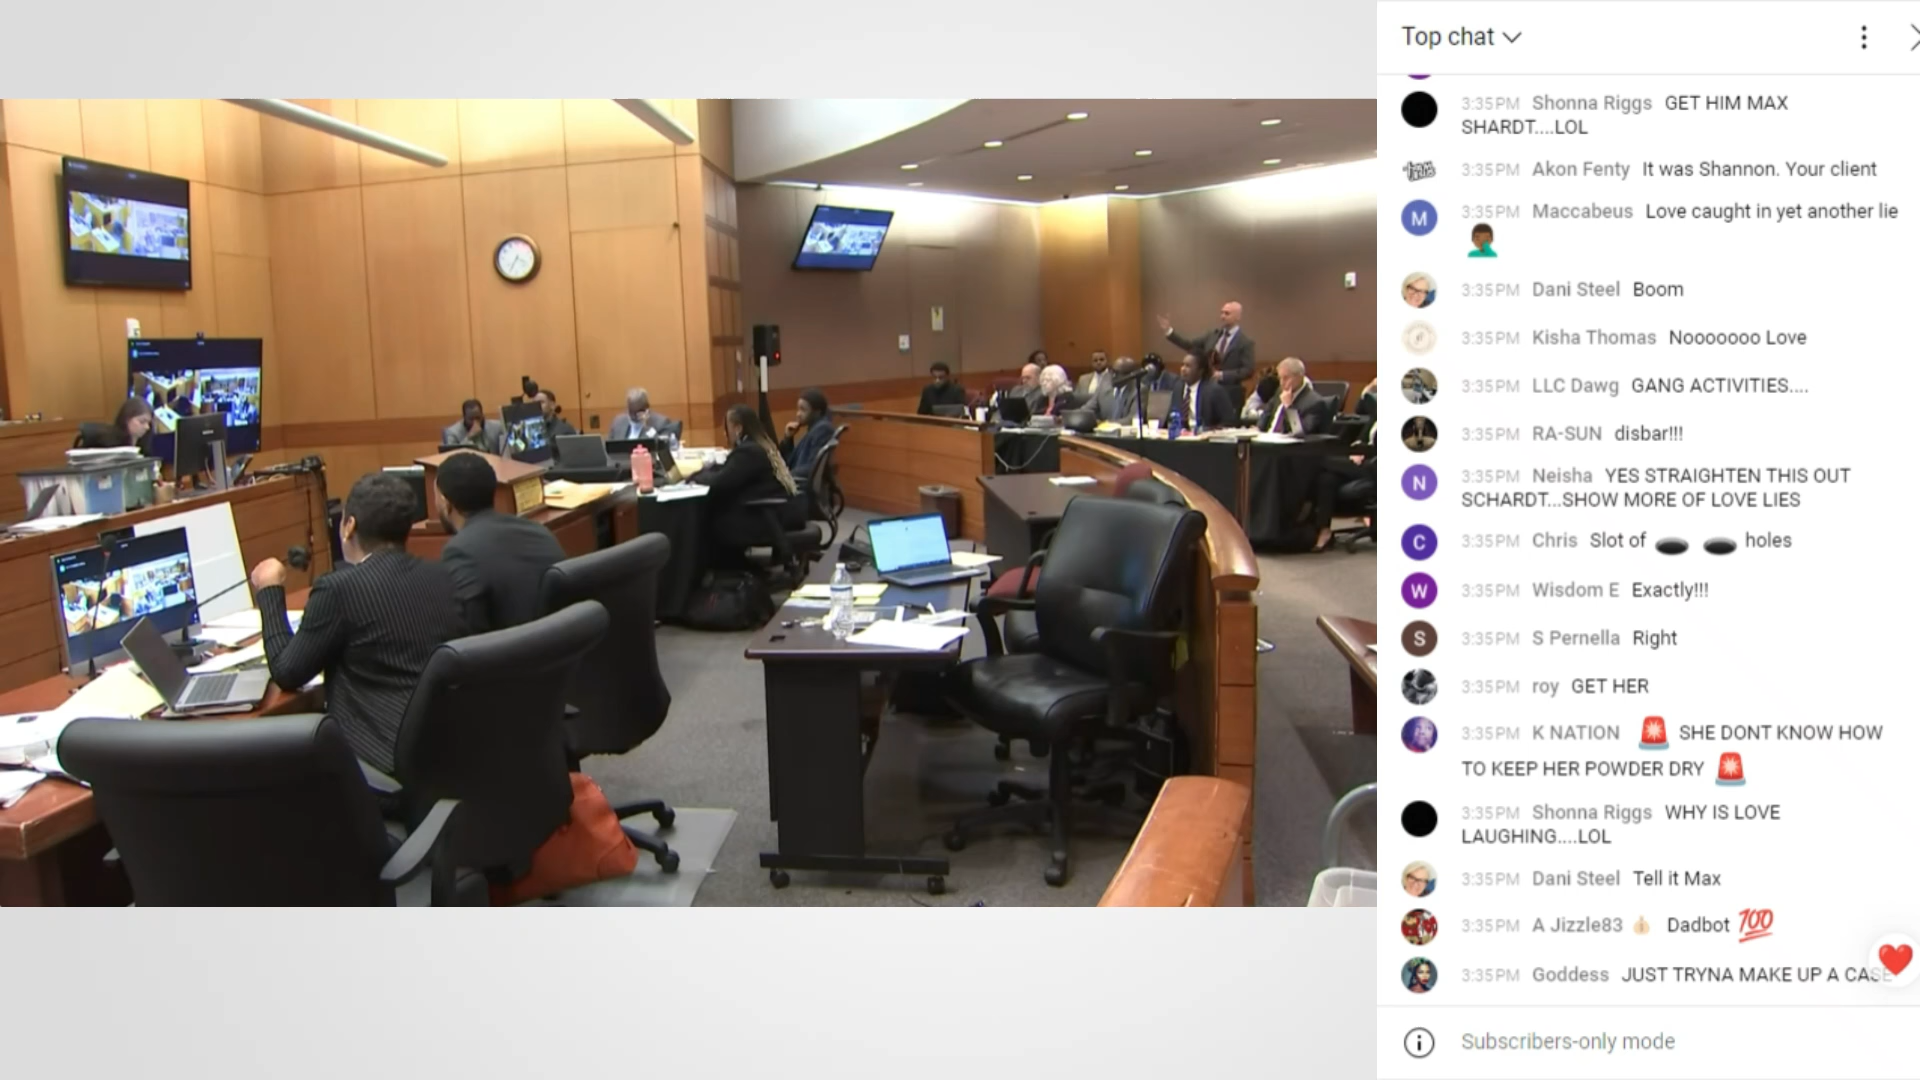 Top chat
3:35PM Shonna Riggs GET HIM MAX
SHARDT....LOL
3:35PM Akon Fenty It was Shannon. Your client
3:35PM Maccabeus Love caught in yet another lie
M
3:35PM Dani Steel Boom
3:35PM Kisha Thomas Nooooooo Love
3:35PM LLC Dawg GANG ACTIVITIES....
3:35PM RA-SUN disbar!!!
N
3:35PM Neisha YES STRAIGHTEN THIS OUT
SCHARDT...SHOW MORE OF LOVE LIES
C
3:35PM Chris Slot of 🕳️ 🕳️ holes
W
3:35PM Wisdom E Exactly!!!
S
3:35PM S Pernella Right
3:35PM roy GET HER
3:35PM K NATION 🚨 SHE DONT KNOW HOW
TO KEEP HER POWDER DRY 🚨
3:35PM Shonna Riggs WHY IS LOVE
LAUGHING....LOL
3:35PM Dani Steel Tell it Max
3:35PM A Jizzle83 💰 Dadbot 💯
3:35PM Goddess JUST TRYNA MAKE UP A CASE
Subscribers-only mode